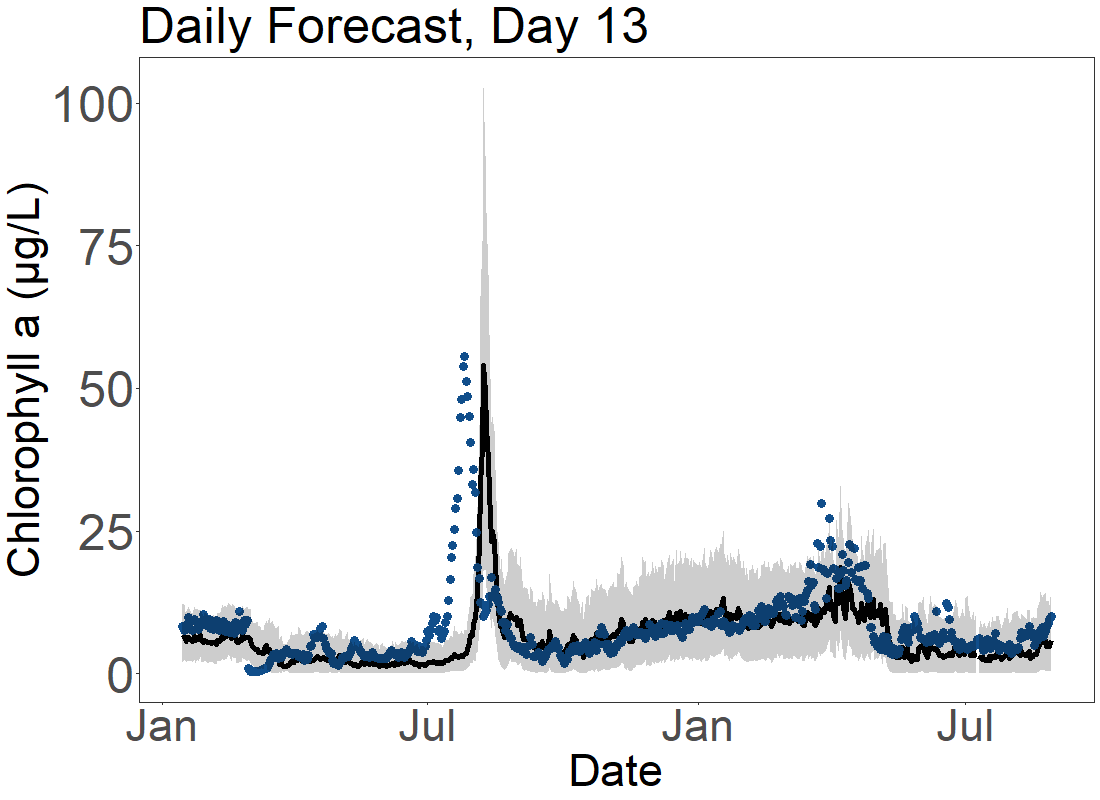 Daily Forecast, Day 13
Chlorophyll a (µg/L)
100
75
50
25
0
Jan
Jul
Jan
Jul
Date